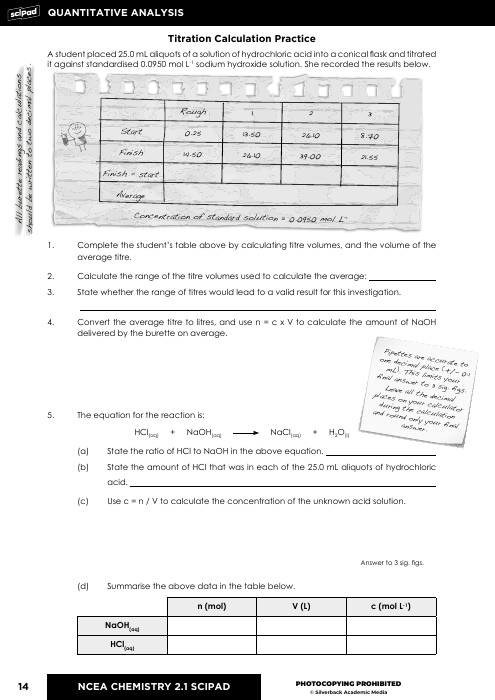 scipad QUANTITATIVE ANALYSIS
Titration Calculation Practice
A student placed 25.0 mL aliquots of a solution of hydrochloric acid into a conical flask and titrated
it against standardised 0.0950 mol L⁻¹ sodium hydroxide solution. She recorded the results below.
All burette readings and calculations
should be written to two decimal places.
Rough 1 2 3
Start 0.25 13.50 26.10 8.70
Finish 14.50 26.10 39.00 21.55
Finish - start
Average
Concentration of standard solution = 0.0950 mol L⁻¹
1. Complete the student's table above by calculating titre volumes, and the volume of the
average titre.
2. Calculate the range of the titre volumes used to calculate the average:
3. State whether the range of titres would lead to a valid result for this investigation.
4. Convert the average titre to litres, and use n = c x V to calculate the amount of NaOH
delivered by the burette on average.
Pipettes are accurate to
one decimal place (+/- 0.1
mL). This limits your
final answer to 3 sig. figs.
Leave all the decimal
places on your calculator
during the calculation
and round only your final
answer.
5. The equation for the reaction is:
HCl(aq) + NaOH(aq) → NaCl(aq) + H₂O(l)
(a) State the ratio of HCl to NaOH in the above equation.
(b) State the amount of HCl that was in each of the 25.0 mL aliquots of hydrochloric
acid.
(c) Use c = n / V to calculate the concentration of the unknown acid solution.
Answer to 3 sig. figs.
(d) Summarise the above data in the table below.
n (mol) V (L) c (mol L⁻¹)
NaOH(aq)
HCl(aq)
14 NCEA CHEMISTRY 2.1 SCIPAD PHOTOCOPYING PROHIBITED
© Silverback Academic Media